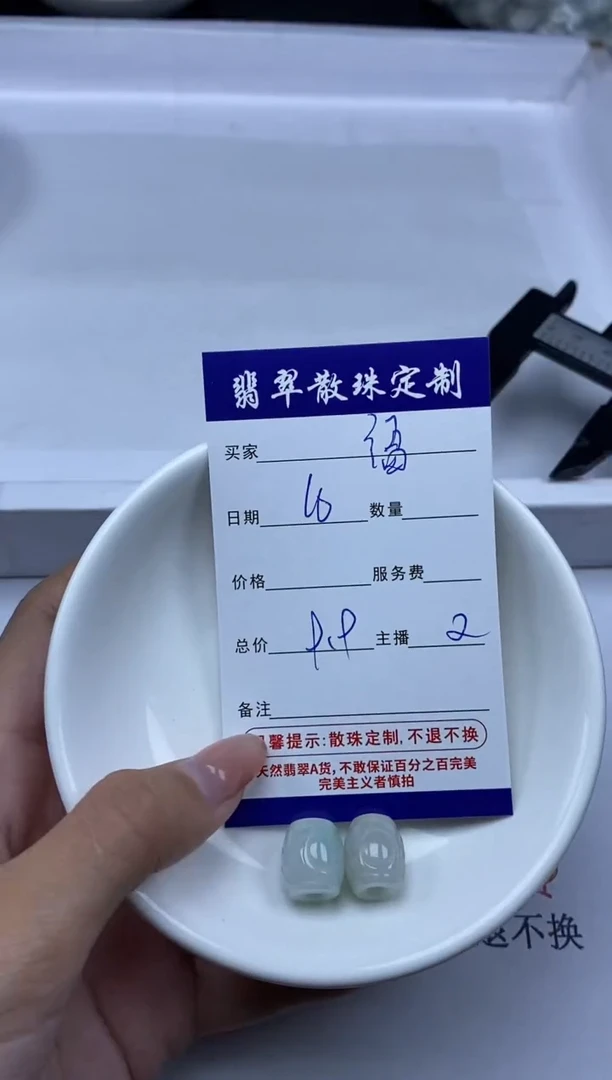 翡翠散珠定制
买家 福
日期 16 数量
价格 服务费
总价 主播 2
备注
馨提示:散珠定制,不退不换
天然翡翠A货,不敢保证百分之百完美
完美主义者慎拍
退不换